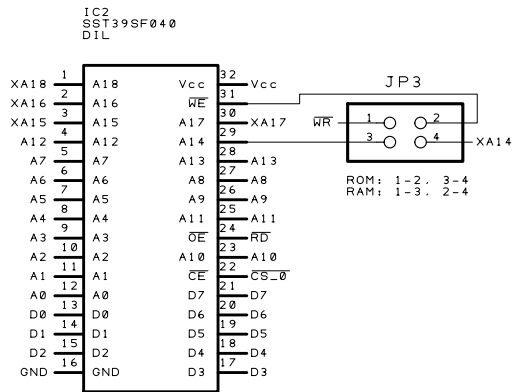 IC2
SST39SF040
DIL
XA18 1 A18 Vcc 32 Vcc
XA16 2 A16 WE 31
XA15 3 A15 A17 30 XA17
A12 4 A12 A14 29
A7 5 A7 A13 28 A13
A6 6 A6 A8 27 A8
A5 7 A5 A9 26 A9
A4 8 A4 A11 25 A11
A3 9 A3 OE 24 RD
A2 10 A2 A10 23 A10
A1 11 A1 CE 22 CS_0
A0 12 A0 D7 21 D7
D0 13 D0 D6 20 D6
D1 14 D1 D5 19 D5
D2 15 D2 D4 18 D4
GND 16 GND D3 17 D3
JP3
WR 1 2
3 4 XA14
ROM: 1-2, 3-4
RAM: 1-3, 2-4